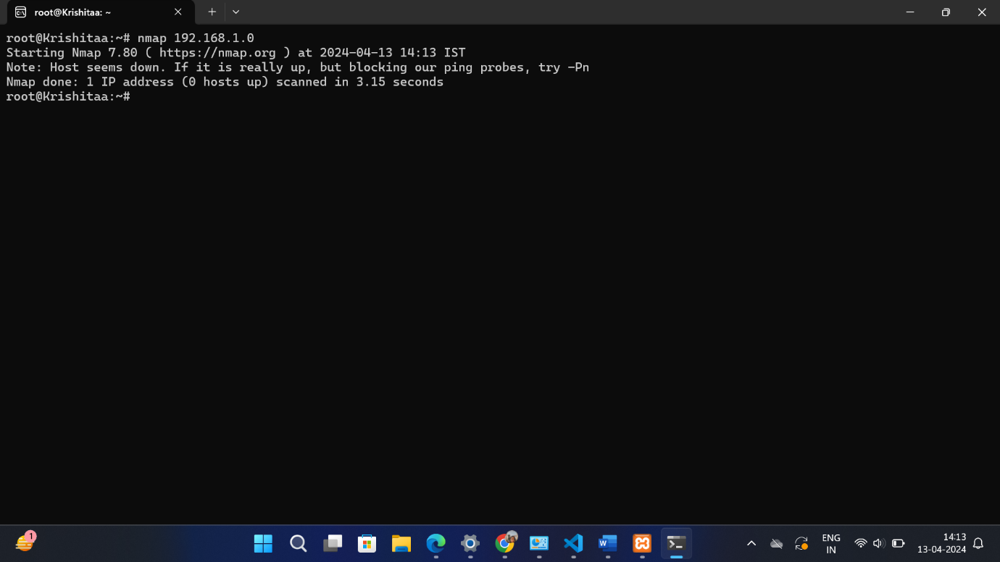 root@Krishitaa: ~
root@Krishitaa:~# nmap 192.168.1.0
Starting Nmap 7.80 ( https://nmap.org ) at 2024-04-13 14:13 IST
Note: Host seems down. If it is really up, but blocking our ping probes, try -Pn
Nmap done: 1 IP address (0 hosts up) scanned in 3.15 seconds
root@Krishitaa:~#
1
W
ENG
IN
14:13
13-04-2024